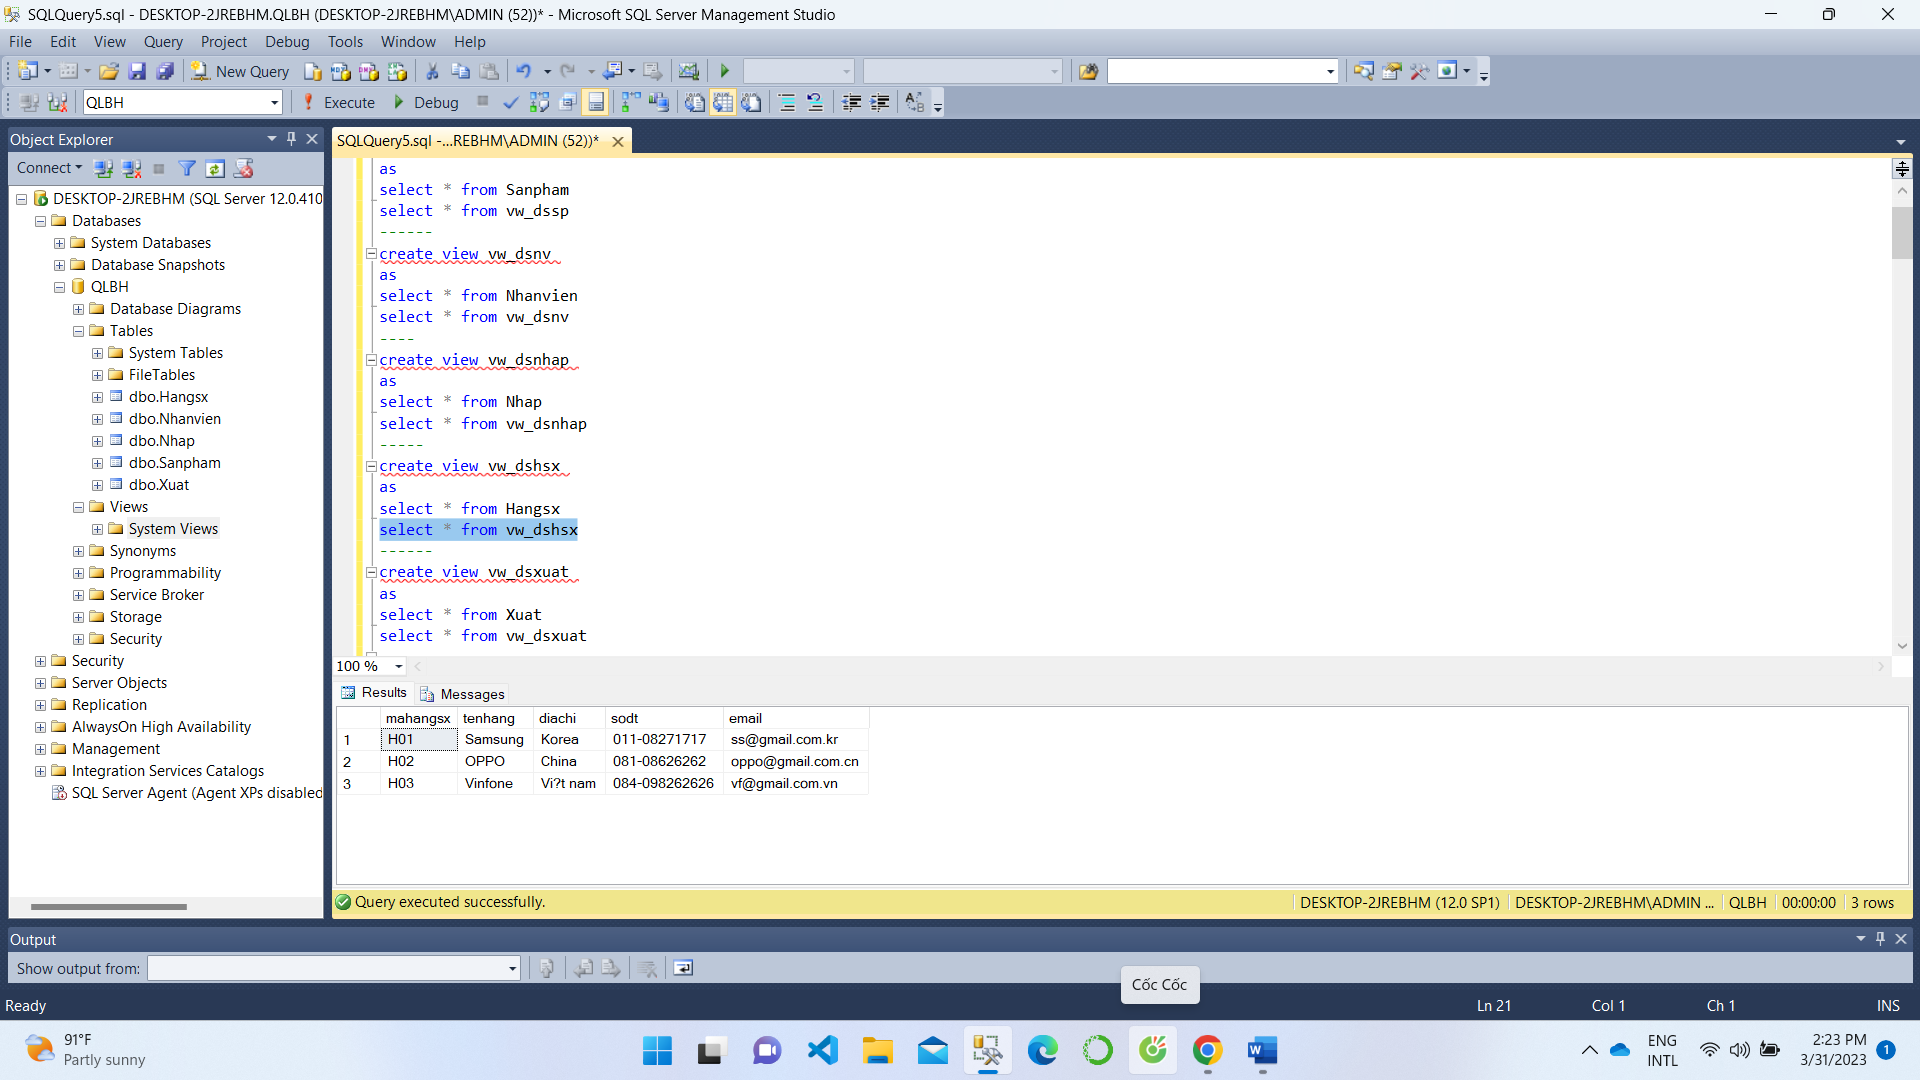 SQLQuery5.sql - DESKTOP-2JREBHM.QLBH (DESKTOP-2JREBHM\ADMIN (52))* - Microsoft SQL Server Management Studio
File Edit View Query Project Debug Tools Window Help
New Query
QLBH Execute Debug
Object Explorer
Connect
DESKTOP-2JREBHM (SQL Server 12.0.410
Databases
System Databases
Database Snapshots
QLBH
Database Diagrams
Tables
System Tables
FileTables
dbo.Hangsx
dbo.Nhanvien
dbo.Nhap
dbo.Sanpham
dbo.Xuat
Views
System Views
Synonyms
Programmability
Service Broker
Storage
Security
Security
Server Objects
Replication
AlwaysOn High Availability
Management
Integration Services Catalogs
SQL Server Agent (Agent XPs disabled
SQLQuery5.sql -...REBHM\ADMIN (52))*
as
select * from Sanpham
select * from vw_dssp
------
create view vw_dsnv
as
select * from Nhanvien
select * from vw_dsnv
----
create view vw_dsnhap
as
select * from Nhap
select * from vw_dsnhap
-----
create view vw_dshsx
as
select * from Hangsx
select * from vw_dshsx
------
create view vw_dsxuat
as
select * from Xuat
select * from vw_dsxuat
100 %
Results Messages
mahangsx tenhang diachi sodt email
1 H01 Samsung Korea 011-08271717 ss@gmail.com.kr
2 H02 OPPO China 081-08626262 oppo@gmail.com.cn
3 H03 Vinfone Vi?t nam 084-098262626 vf@gmail.com.vn
Query executed successfully. DESKTOP-2JREBHM (12.0 SP1) DESKTOP-2JREBHM\ADMIN ... QLBH 00:00:00 3 rows
Output
Show output from:
Cốc Cốc
Ready Ln 21 Col 1 Ch 1 INS
91°F
Partly sunny
ENG
INTL
2:23 PM
3/31/2023
1